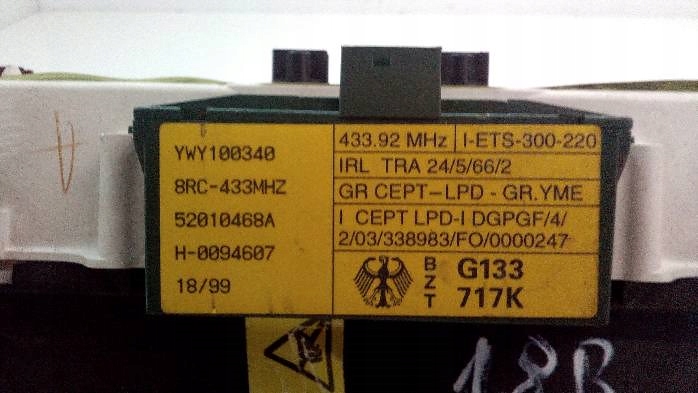 YWY100340
8RC-433MHZ
52010468A
H-0094607
18/99
433.92 MHz I-ETS-300-220
IRL TRA 24/5/66/2
GR CEPT-LPD - GR.YME
I CEPT LPD-I DGPGF/4/
2/03/338983/FO/0000247
BZT G133
717K
18B